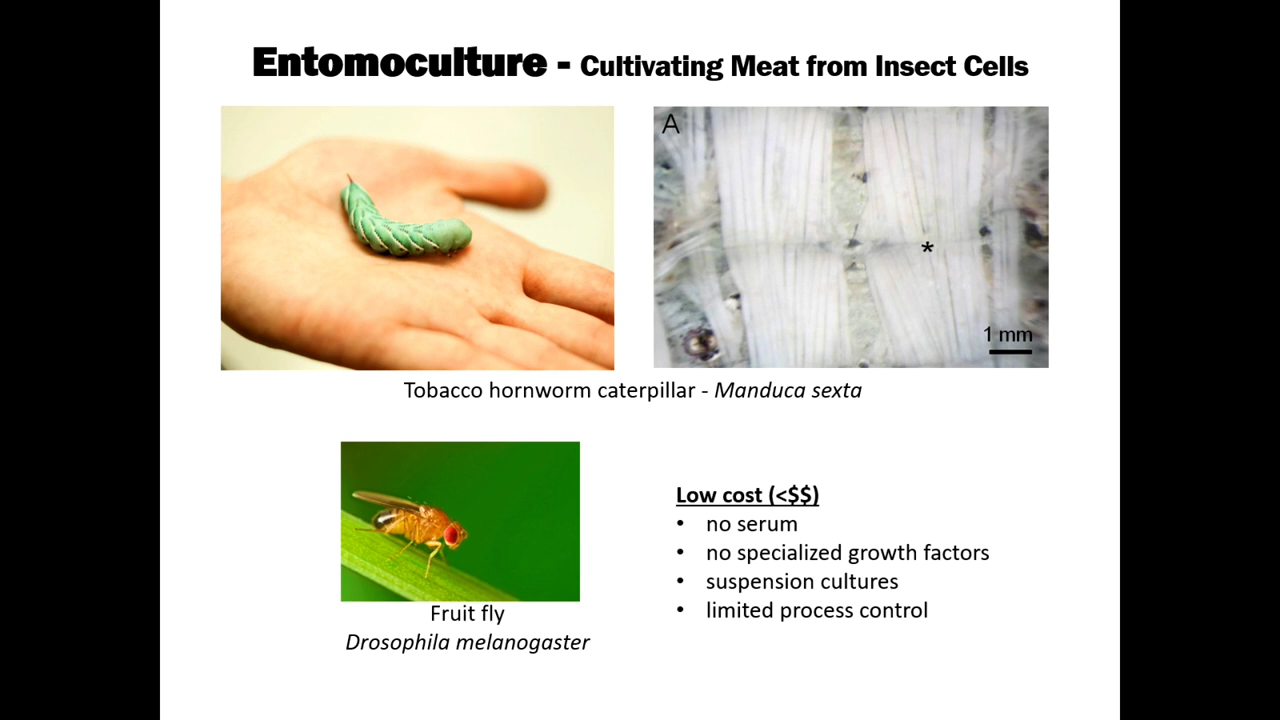 Entomoculture - Cultivating Meat from Insect Cells
A
*
1 mm
Tobacco hornworm caterpillar - Manduca sexta
Fruit fly
Drosophila melanogaster
Low cost (<$$)
• no serum
• no specialized growth factors
• suspension cultures
• limited process control